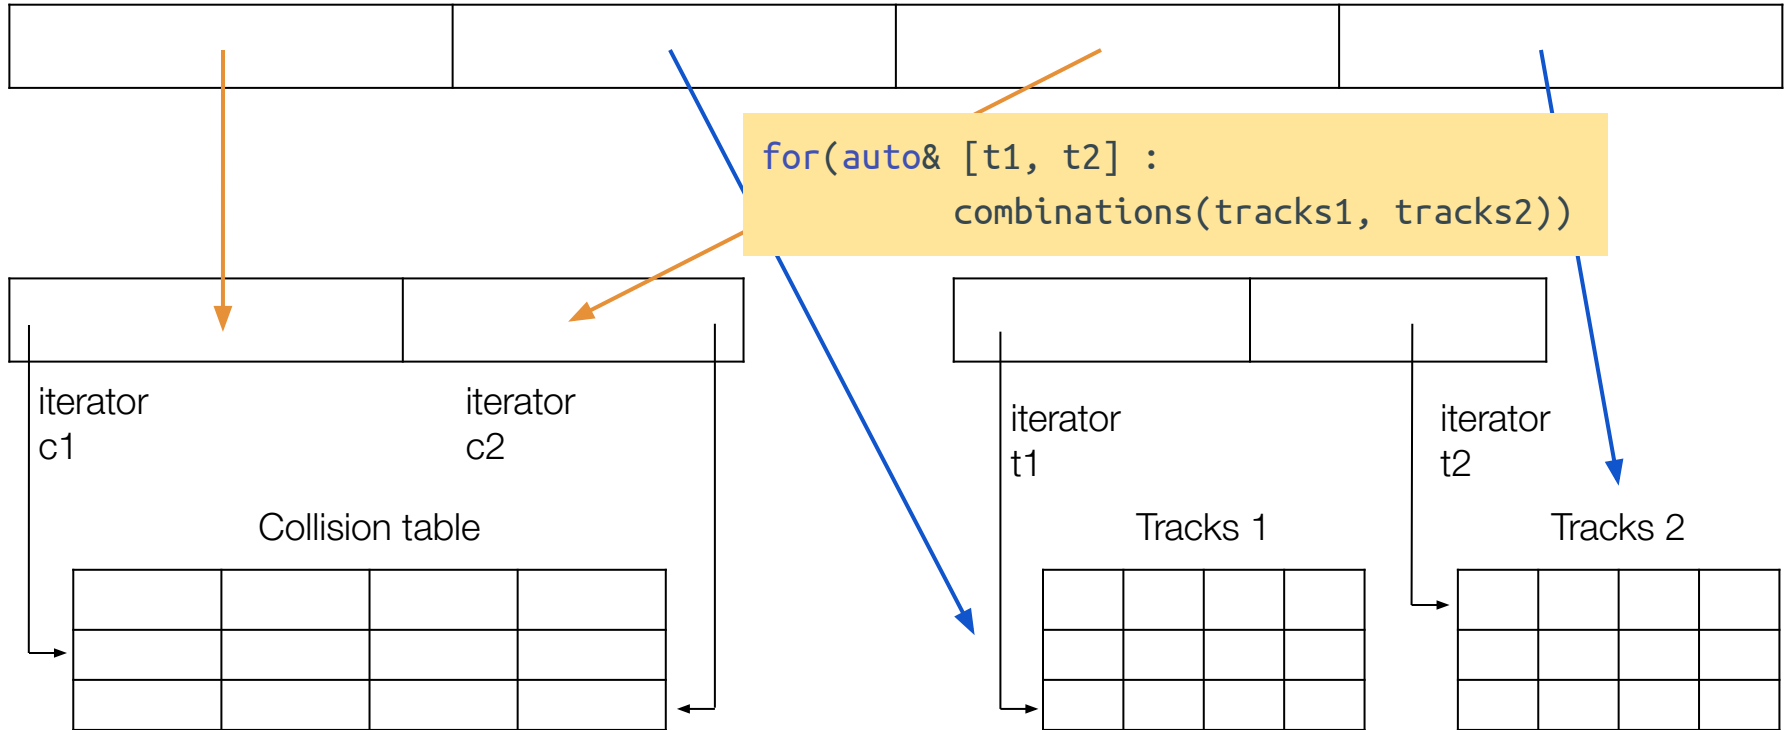 for(auto& [t1, t2] :
combinations(tracks1, tracks2))
iterator
c1
iterator
c2
iterator
t1
iterator
t2
Collision table
Tracks 1
Tracks 2